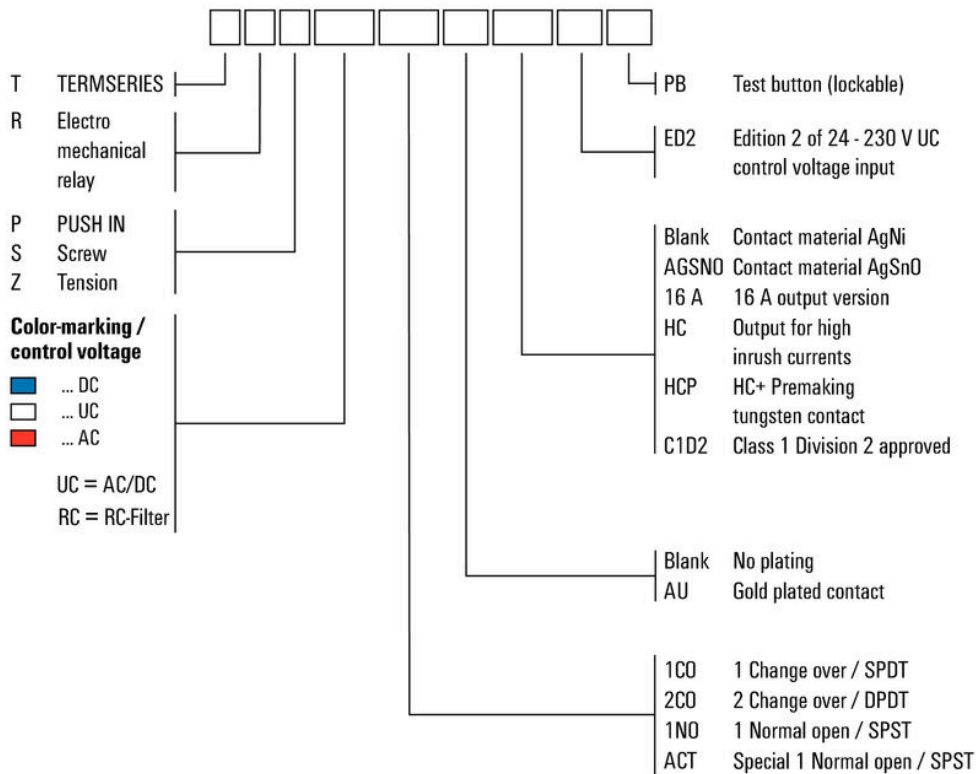 T TERMSERIES
R Electro
mechanical
relay
P PUSH IN
S Screw
Z Tension
Color-marking /
control voltage
... DC
... UC
... AC
UC = AC/DC
RC = RC-Filter
PB Test button (lockable)
ED2 Edition 2 of 24 - 230 V UC
control voltage input
Blank Contact material AgNi
AGSNO Contact material AgSnO
16 A 16 A output version
HC Output for high
inrush currents
HCP HC+ Premaking
tungsten contact
C1D2 Class 1 Division 2 approved
Blank No plating
AU Gold plated contact
1CO 1 Change over / SPDT
2CO 2 Change over / DPDT
1NO 1 Normal open / SPST
ACT Special 1 Normal open / SPST